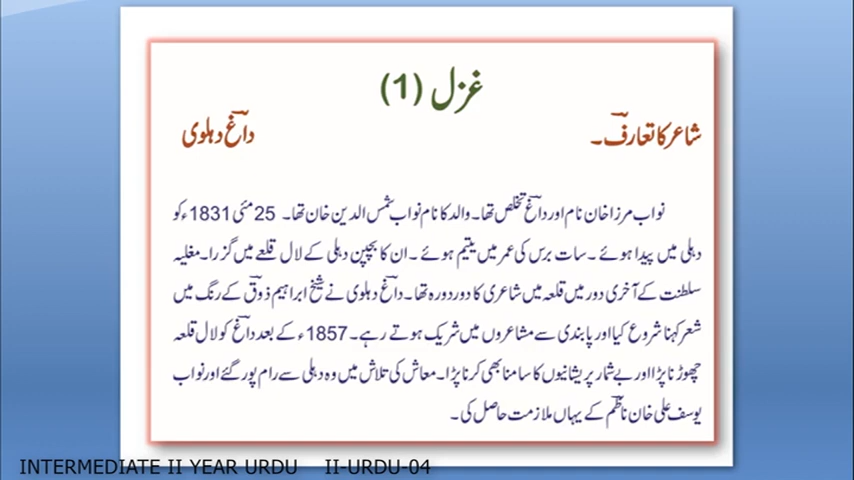 غزل (1)
شاعر کا تعارف۔ داغؔ دہلوی
نواب مرزا خان نام اور داغؔ تخلص تھا۔ والد کا نام نواب شمس الدین خان تھا۔ 25 مئی 1831ء کو
دہلی میں پیدا ہوئے۔ سات برس کی عمر میں یتیم ہوئے۔ ان کا بچپن دہلی کے لال قلعے میں گزرا۔ مغلیہ
سلطنت کے آخری دور میں قلعہ میں شاعری کا دور دورہ تھا۔ داغؔ دہلوی نے شیخ ابراہیم ذوقؔ کے رنگ میں
شعر کہنا شروع کیا اور پابندی سے مشاعروں میں شریک ہوتے رہے۔ 1857ء کے بعد داغؔ کو لال قلعہ
چھوڑنا پڑا اور بے شمار پریشانیوں کا سامنا بھی کرنا پڑا۔ معاش کی تلاش میں وہ دہلی سے رام پور گئے اور نواب
یوسف علی خان ناظمؔ کے یہاں ملازمت حاصل کی۔
INTERMEDIATE II YEAR URDU II-URDU-04